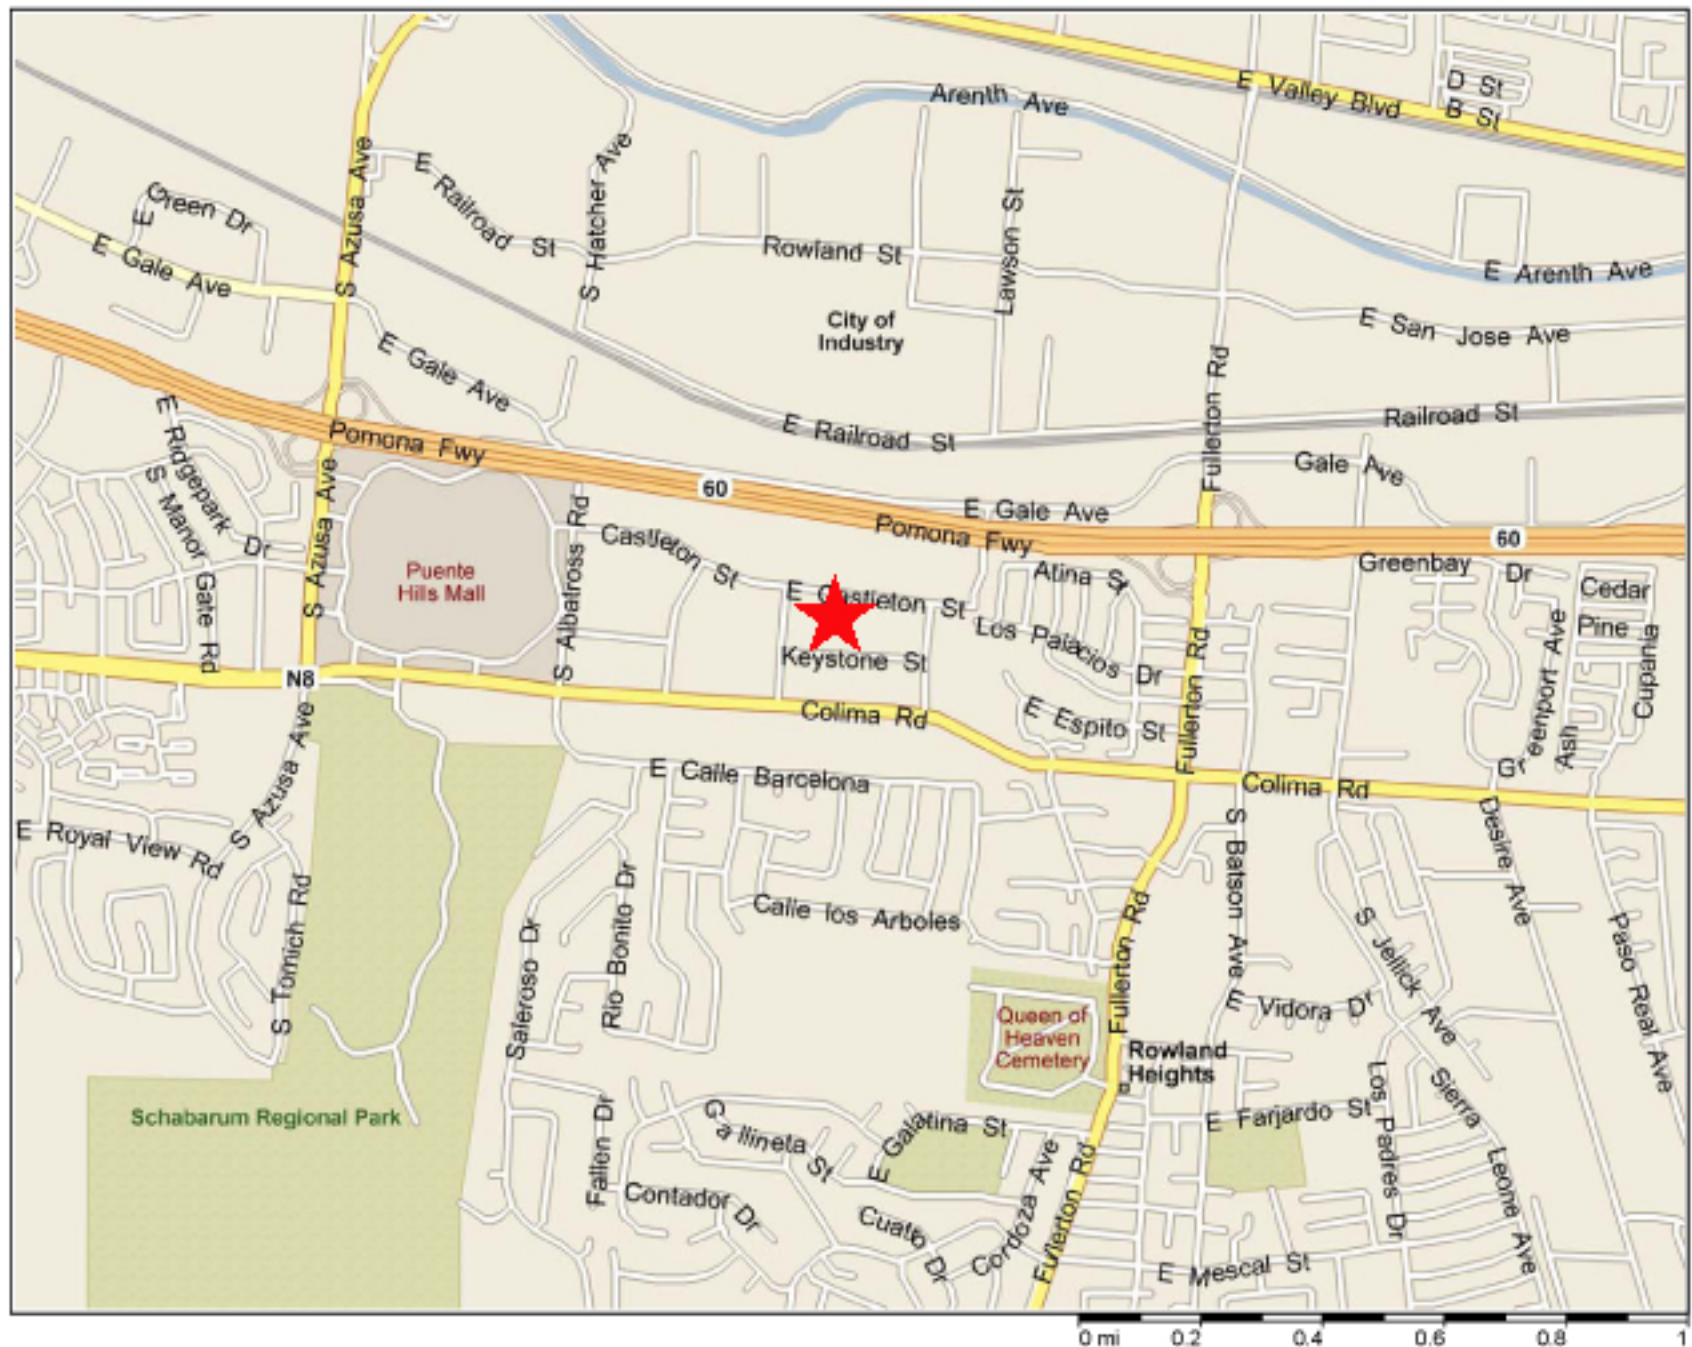 Arenth Ave
E Valley Blvd
D St
B St
S Azusa Ave
E Railroad St
S Hatcher Ave
E Green Dr
E Gale Ave
Rowland St
Lawson St
E Arenth Ave
City of
Industry
E San Jose Ave
E Gale Ave
Fullerton Rd
E Railroad St
Railroad St
E Ridgepark Dr
Pomona Fwy
60
Gale Ave
S Manor Gate Rd
S Azusa Ave
E Gale Ave
Pomona Fwy
60
Castleton St
S Albatross Rd
Puente
Hills Mall
E Castleton St
Atina St
Greenbay Dr
Cedar
Pine
Los Palacios Dr
Keystone St
Fullerton Rd
Greenport Ave
Cupania
Ash
N8
Colima Rd
E Espito St
S Azusa Ave
E Calle Barcelona
Colima Rd
E Royal View Rd
S Batson Ave
Desire Ave
S Tomich Rd
Rio Bonito Dr
Calle los Arboles
Fullerton Rd
S Jellick Ave
Paso Real Ave
Saleroso Dr
E Vidora Dr
Queen of
Heaven
Cemetery
Rowland
Heights
Schabarum Regional Park
Fallen Dr
Gallineta St
E Galatina St
E Farjardo St
Los Padres Dr
Sierra Leone Ave
Contador Dr
Cuatro Dr
Cordoza Ave
Fullerton Rd
E Mescal St
0 mi 0.2 0.4 0.6 0.8 1